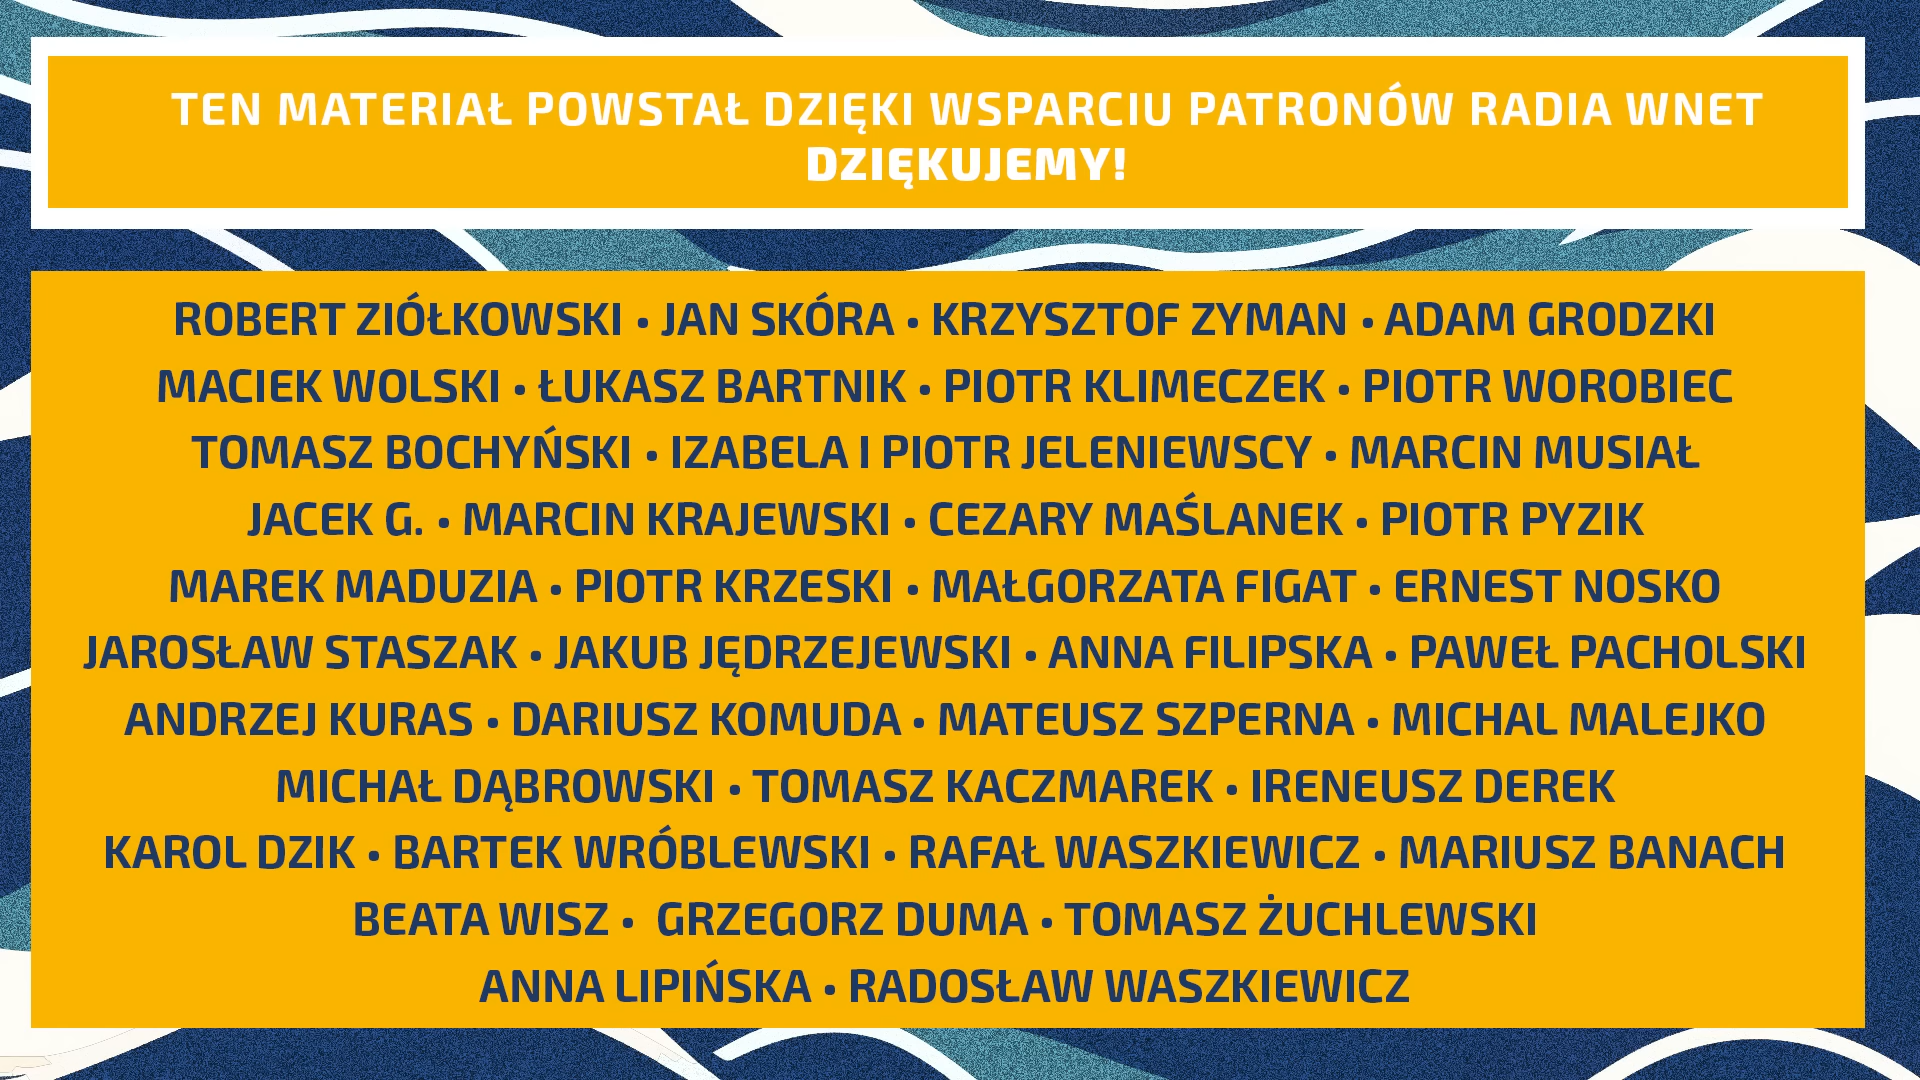 TEN MATERIAŁ POWSTAŁ DZIĘKI WSPARCIU PATRONÓW RADIA WNET
DZIĘKUJEMY!
ROBERT ZIÓŁKOWSKI • JAN SKÓRA • KRZYSZTOF ZYMAN • ADAM GRODZKI
MACIEK WOLSKI • ŁUKASZ BARTNIK • PIOTR KLIMECZEK • PIOTR WOROBIEC
TOMASZ BOCHYŃSKI • IZABELA I PIOTR JELENIEWSCY • MARCIN MUSIAŁ
JACEK G. • MARCIN KRAJEWSKI • CEZARY MAŚLANEK • PIOTR PYZIK
MAREK MADUZIA • PIOTR KRZESKI • MAŁGORZATA FIGAT • ERNEST NOSKO
JAROSŁAW STASZAK • JAKUB JĘDRZEJEWSKI • ANNA FILIPSKA • PAWEŁ PACHOLSKI
ANDRZEJ KURAS • DARIUSZ KOMUDA • MATEUSZ SZPERNA • MICHAL MALEJKO
MICHAŁ DĄBROWSKI • TOMASZ KACZMAREK • IRENEUSZ DEREK
KAROL DZIK • BARTEK WRÓBLEWSKI • RAFAŁ WASZKIEWICZ • MARIUSZ BANACH
BEATA WISZ • GRZEGORZ DUMA • TOMASZ ŻUCHLEWSKI
ANNA LIPIŃSKA • RADOSŁAW WASZKIEWICZ